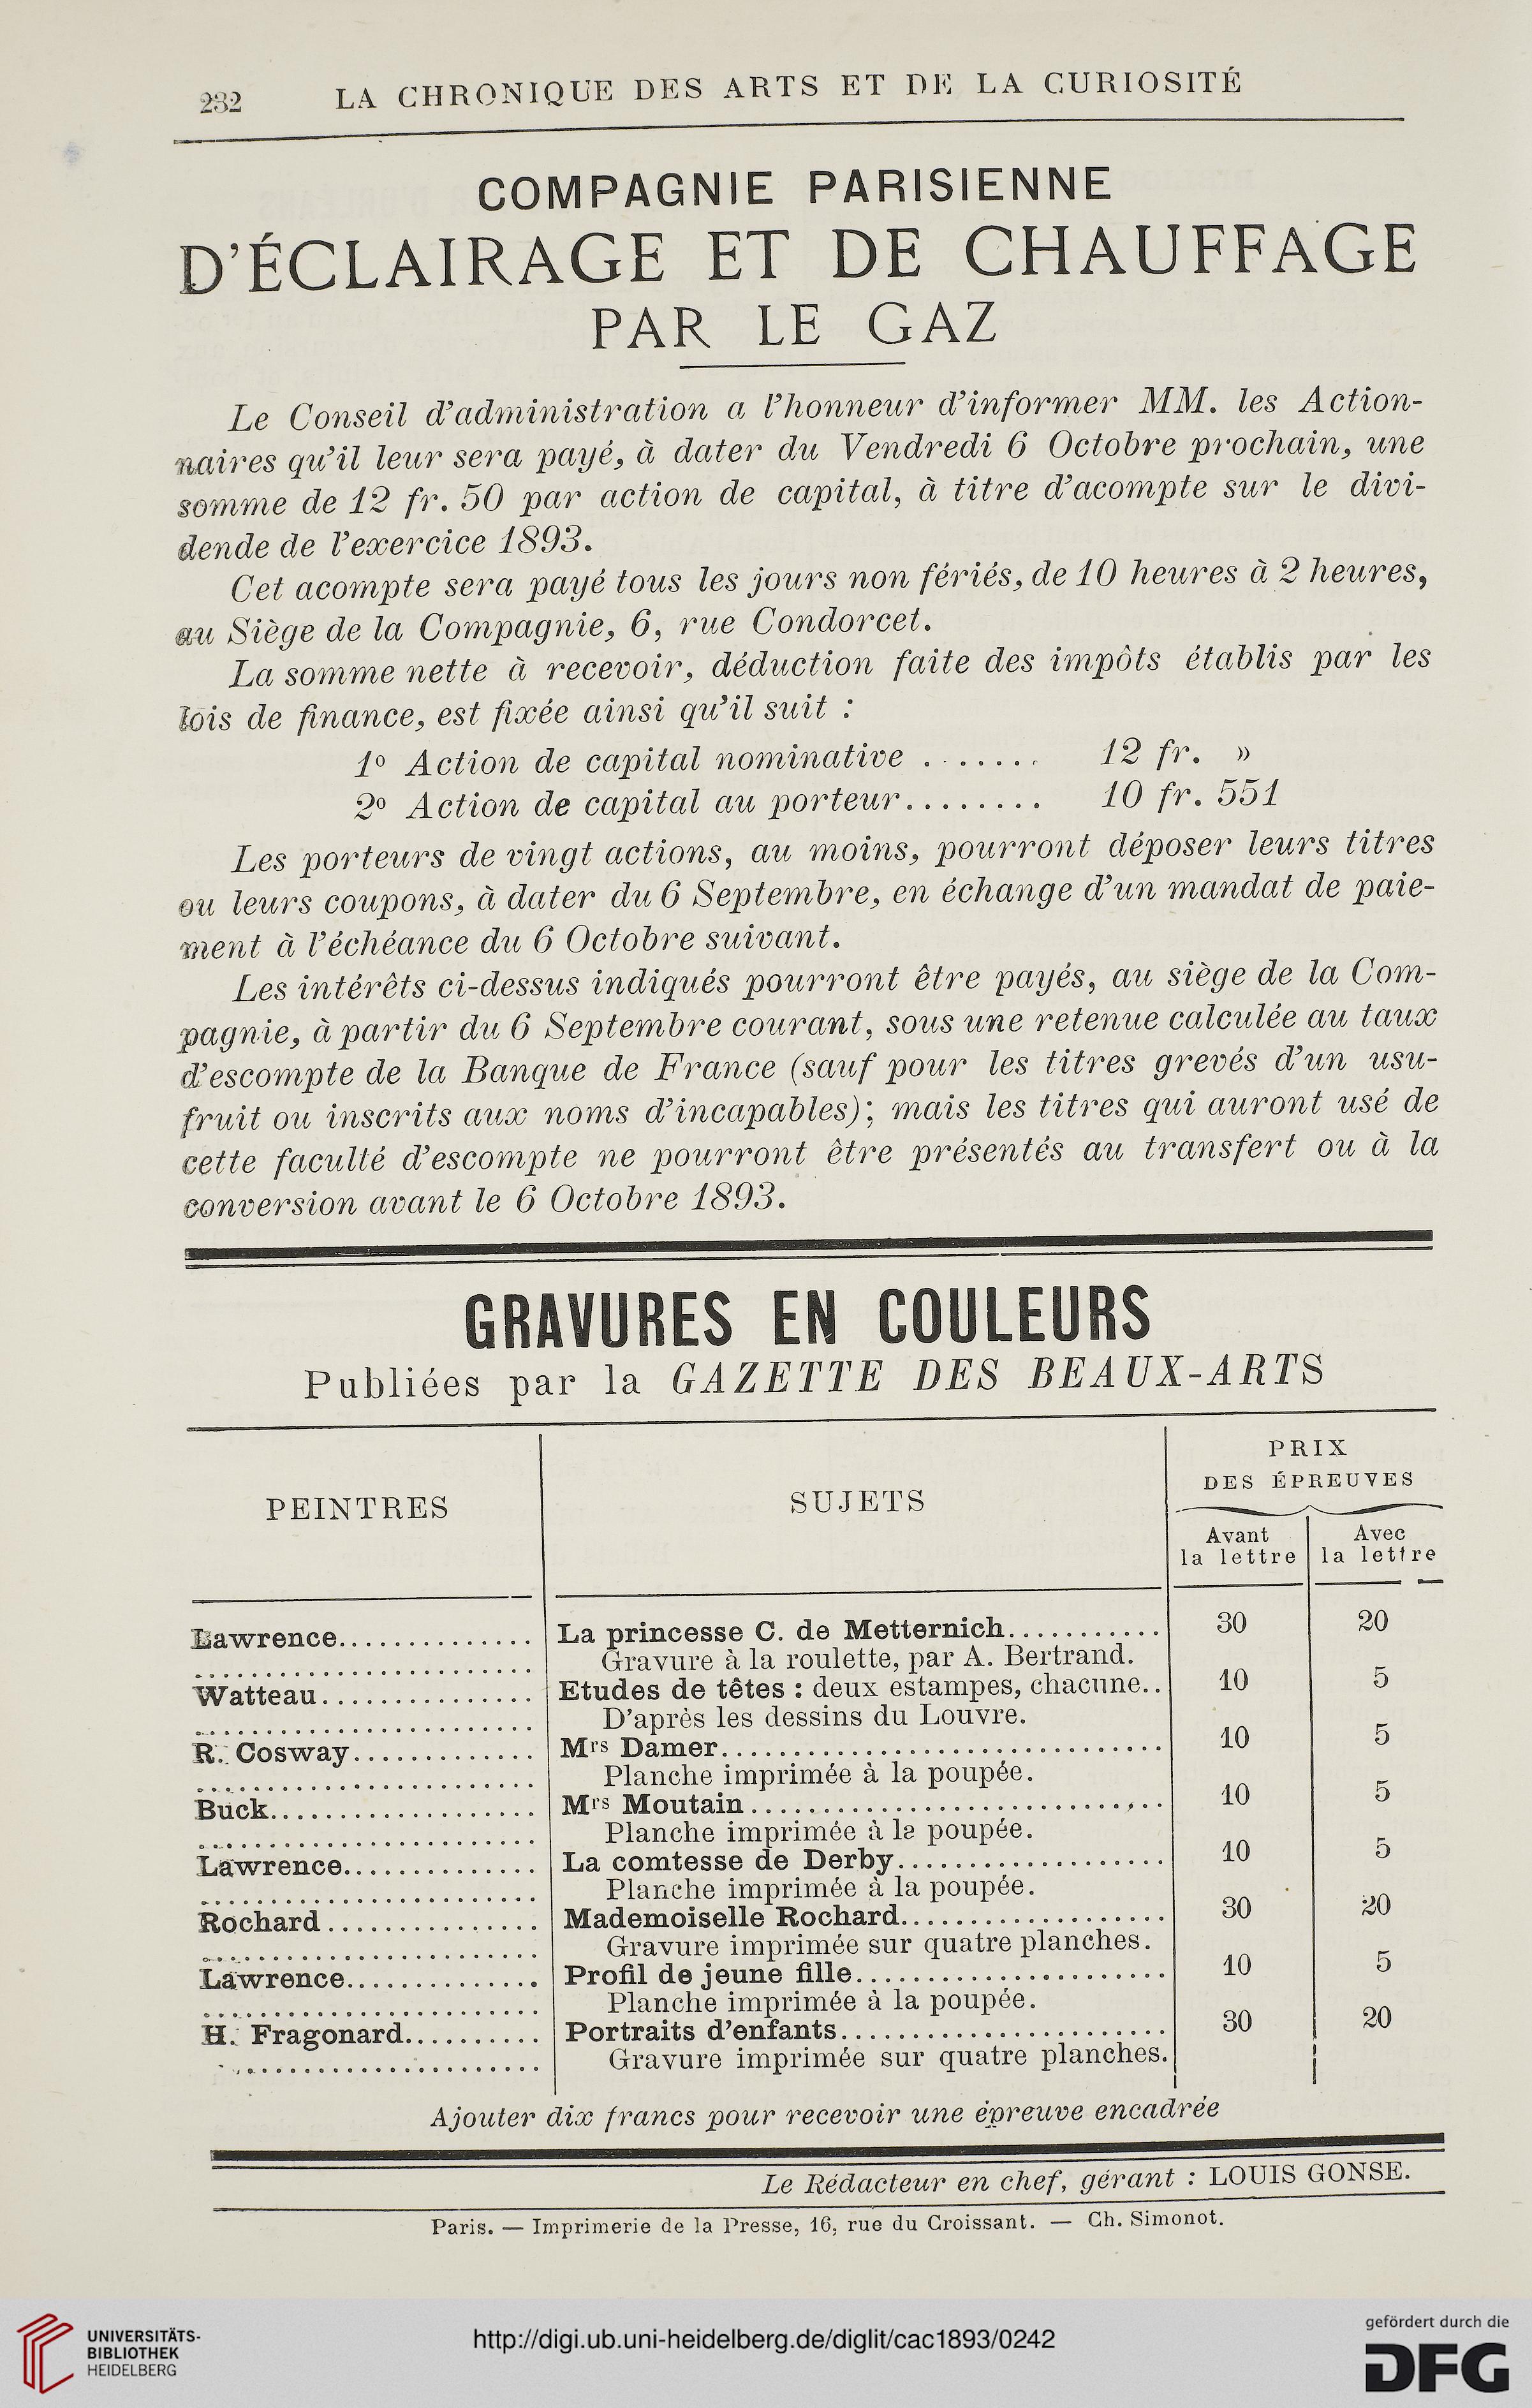 232 LA CHRONIQUE DES ARTS ET DE LA CURIOSITÉ
COMPAGNIE PARISIENNE
D'ÉCLAIRAGE ET DE CHAUFFAGE
PAR LE GAZ
Le Conseil d'administration a l'honneur d'informer MM. les Action-
naires qu'il leur sera payé, à dater du Vendredi 6 Octobre prochain, une
somme de 12 fr. 50 par action de capital, à titre d'acompte sur le divi-
dende de l'exercice 1893.
Cet acompte sera payé tous les jours non fériés, de 10 heures à 2 heures,
au Siège de la Compagnie, 6, rue Condorcet.
La somme nette à recevoir, déduction faite des impôts établis par les
lois de finance, est fixée ainsi qu'il suit :
1º Action de capital nominative ........ 12 fr. »
2º Action de capital au porteur........ 10 fr. 551
Les porteurs de vingt actions, au moins, pourront déposer leurs titres
ou leurs coupons, à dater du 6 Septembre, en échange d'un mandat de paie-
ment à l'échéance du 6 Octobre suivant.
Les intérêts ci-dessus indiqués pourront être payés, au siège de la Com-
pagnie, à partir du 6 Septembre courant, sous une retenue calculée au taux
d'escompte de la Banque de France (sauf pour les titres grevés d'un usu-
fruit ou inscrits aux noms d'incapables); mais les titres qui auront usé de
cette faculté d'escompte ne pourront être présentés au transfert ou à la
conversion avant le 6 Octobre 1893.
GRAVURES EN COULEURS
Publiées par la GAZETTE DES BEAUX-ARTS
PEINTRES SUJETS PRIX
DES ÉPREUVES
Avant Avec
la lettre la lettre
Lawrence............... La princesse C. de Metternich........... 30 20
Gravure à la roulette, par A. Bertrand.
Watteau............... Etudes de têtes : deux estampes, chacune.. 10 5
D'après les dessins du Louvre.
R. Cosway............. Mrs Damer............................... 10 5
Planche imprimée à la poupée.
Buck................... Mrs Moutain............................. 10 5
Planche imprimée à la poupée.
Lawrence.............. La comtesse de Derby................... 10 5
Planche imprimée à la poupée.
Rochard............... Mademoiselle Rochard................... 30 20
Gravure imprimée sur quatre planches.
Lawrence.............. Profil de jeune fille...................... 10 5
Planche imprimée à la poupée.
H. Fragonard.......... Portraits d'enfants....................... 30 20
Gravure imprimée sur quatre planches.
Ajouter dix francs pour recevoir une épreuve encadrée
Le Rédacteur en chef, gérant : LOUIS GONSE.
Paris. — Imprimerie de la Presse, 16, rue du Croissant. — Ch. Simonot.
UNIVERSITÄTS-
BIBLIOTHEK
HEIDELBERG
http://digi.ub.uni-heidelberg.de/diglit/cac1893/0242
gefördert durch die
DFG